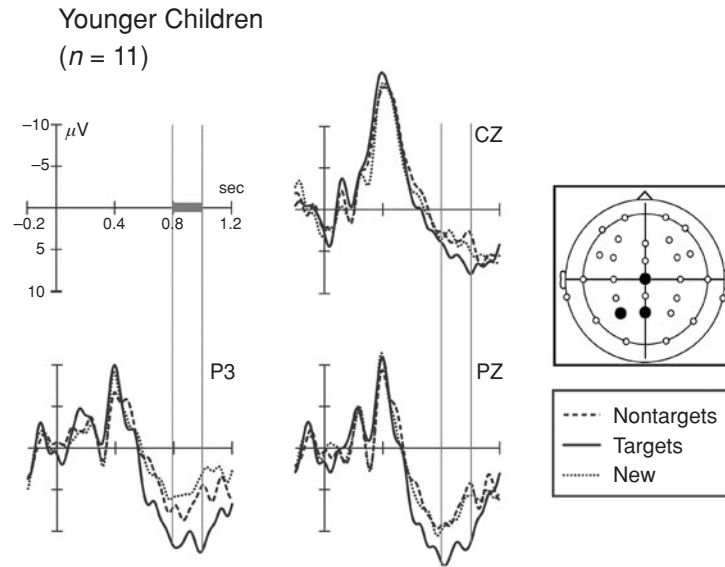 Younger Children
(n = 11)
−10
μV
−5
sec
−0.2
0.4
0.8
1.2
5
10
CZ
P3
PZ
Nontargets
Targets
New